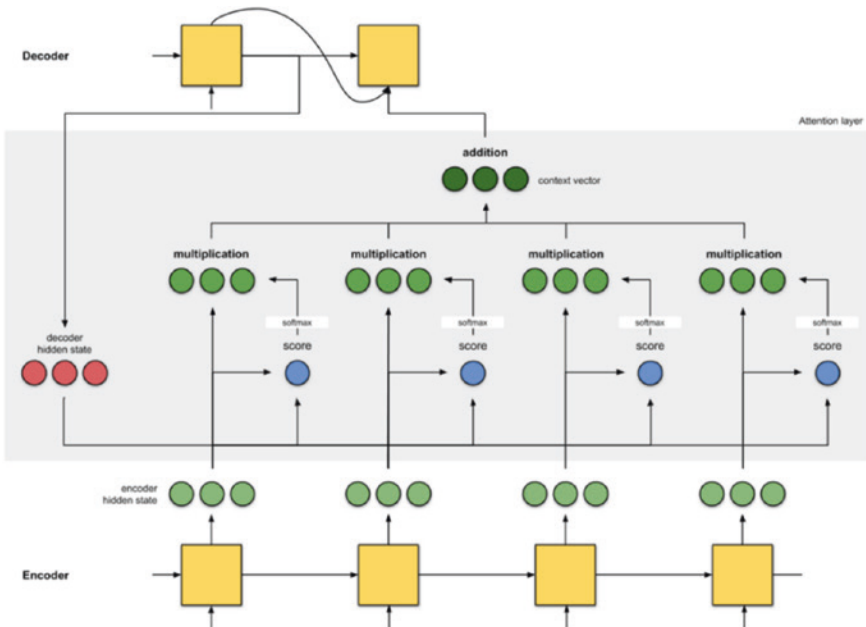 Decoder
Attention layer
addition
context vector
multiplication
multiplication
multiplication
multiplication
softmax
softmax
softmax
softmax
decoder
hidden state
score
score
score
score
encoder
hidden state
Encoder